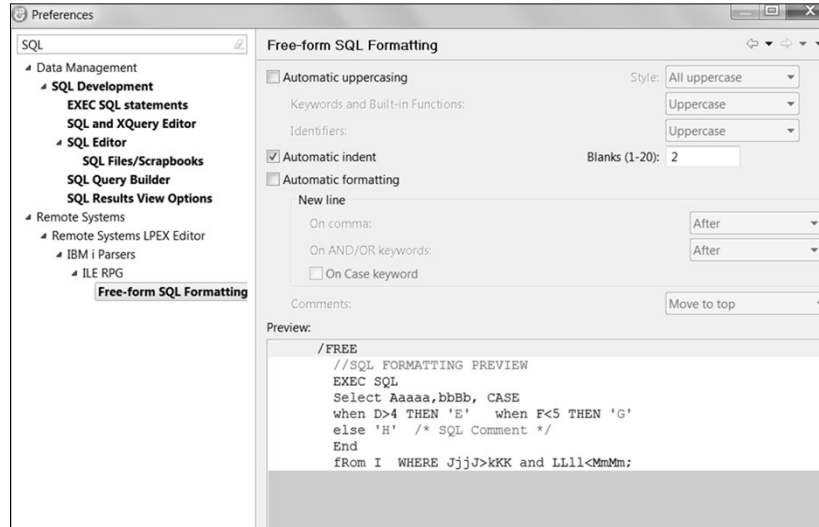 Preferences
SQL
Data Management
SQL Development
EXEC SQL statements
SQL and XQuery Editor
SQL Editor
SQL Files/Scrapbooks
SQL Query Builder
SQL Results View Options
Remote Systems
Remote Systems LPEX Editor
IBM i Parsers
ILE RPG
Free-form SQL Formatting
Free-form SQL Formatting
Automatic uppercasing Style: All uppercase
Keywords and Built-in Functions: Uppercase
Identifiers: Uppercase
Automatic indent Blanks (1-20): 2
Automatic formatting
New line
On comma: After
On AND/OR keywords: After
On Case keyword
Comments: Move to top
Preview:
/FREE
//SQL FORMATTING PREVIEW
EXEC SQL
Select Aaaaa,bbBb, CASE
when D>4 THEN 'E' when F<5 THEN 'G'
else 'H' /* SQL Comment */
End
fRom I WHERE JjjJ>kKK and LLll<MmMm;